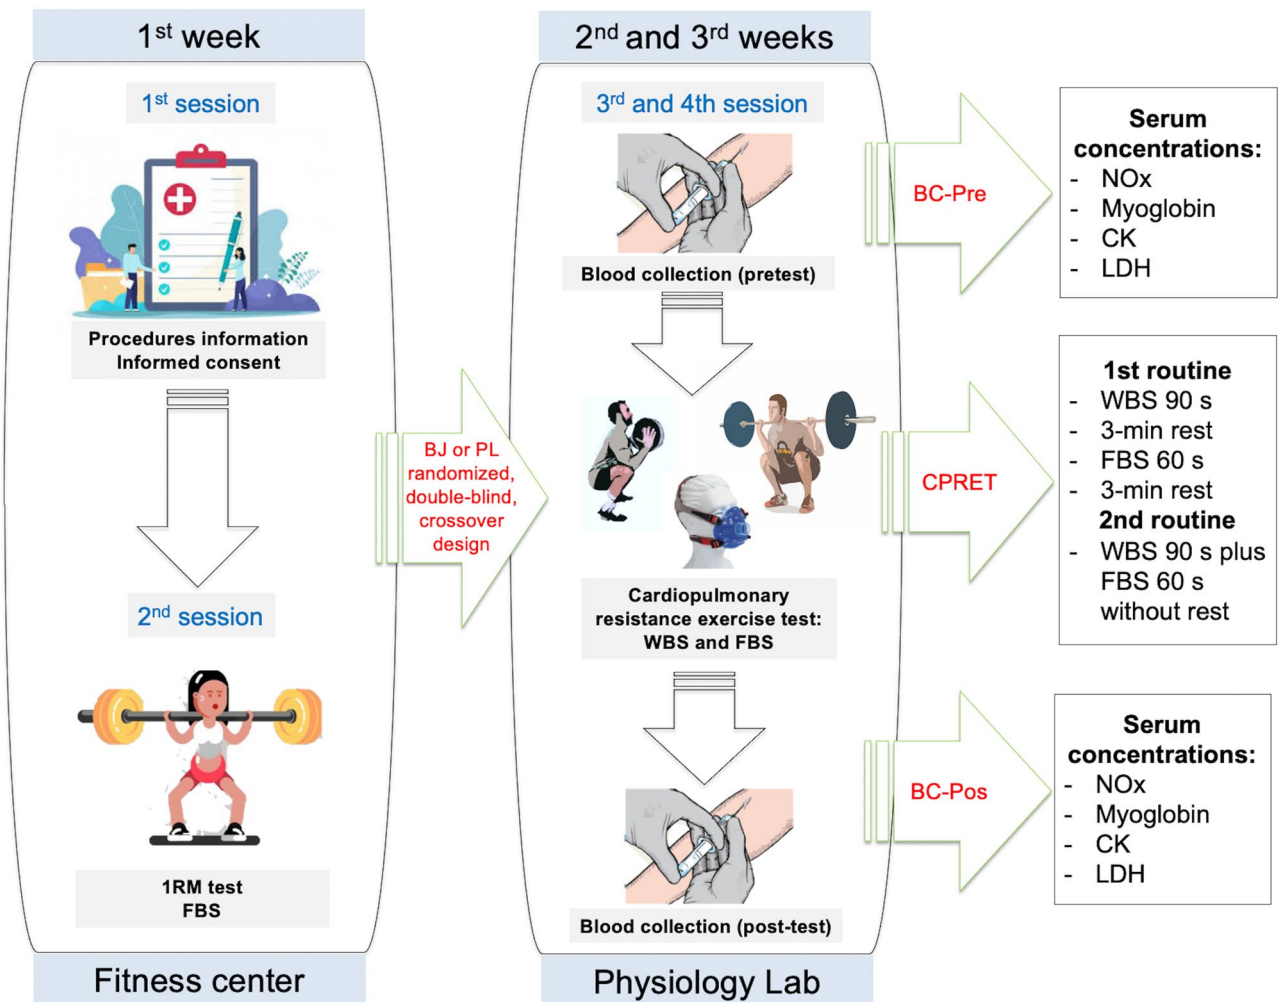 1st week
1st session
Procedures information
Informed consent
2nd session
1RM test
FBS
Fitness center
BJ or PL
randomized,
double-blind,
crossover
design
2nd and 3rd weeks
3rd and 4th session
Blood collection (pretest)
Cardiopulmonary
resistance exercise test:
WBS and FBS
Blood collection (post-test)
Physiology Lab
BC-Pre
Serum
concentrations:
- NOx
- Myoglobin
- CK
- LDH
CPRET
1st routine
- WBS 90 s
- 3-min rest
- FBS 60 s
- 3-min rest
2nd routine
- WBS 90 s plus
FBS 60 s
without rest
BC-Pos
Serum
concentrations:
- NOx
- Myoglobin
- CK
- LDH